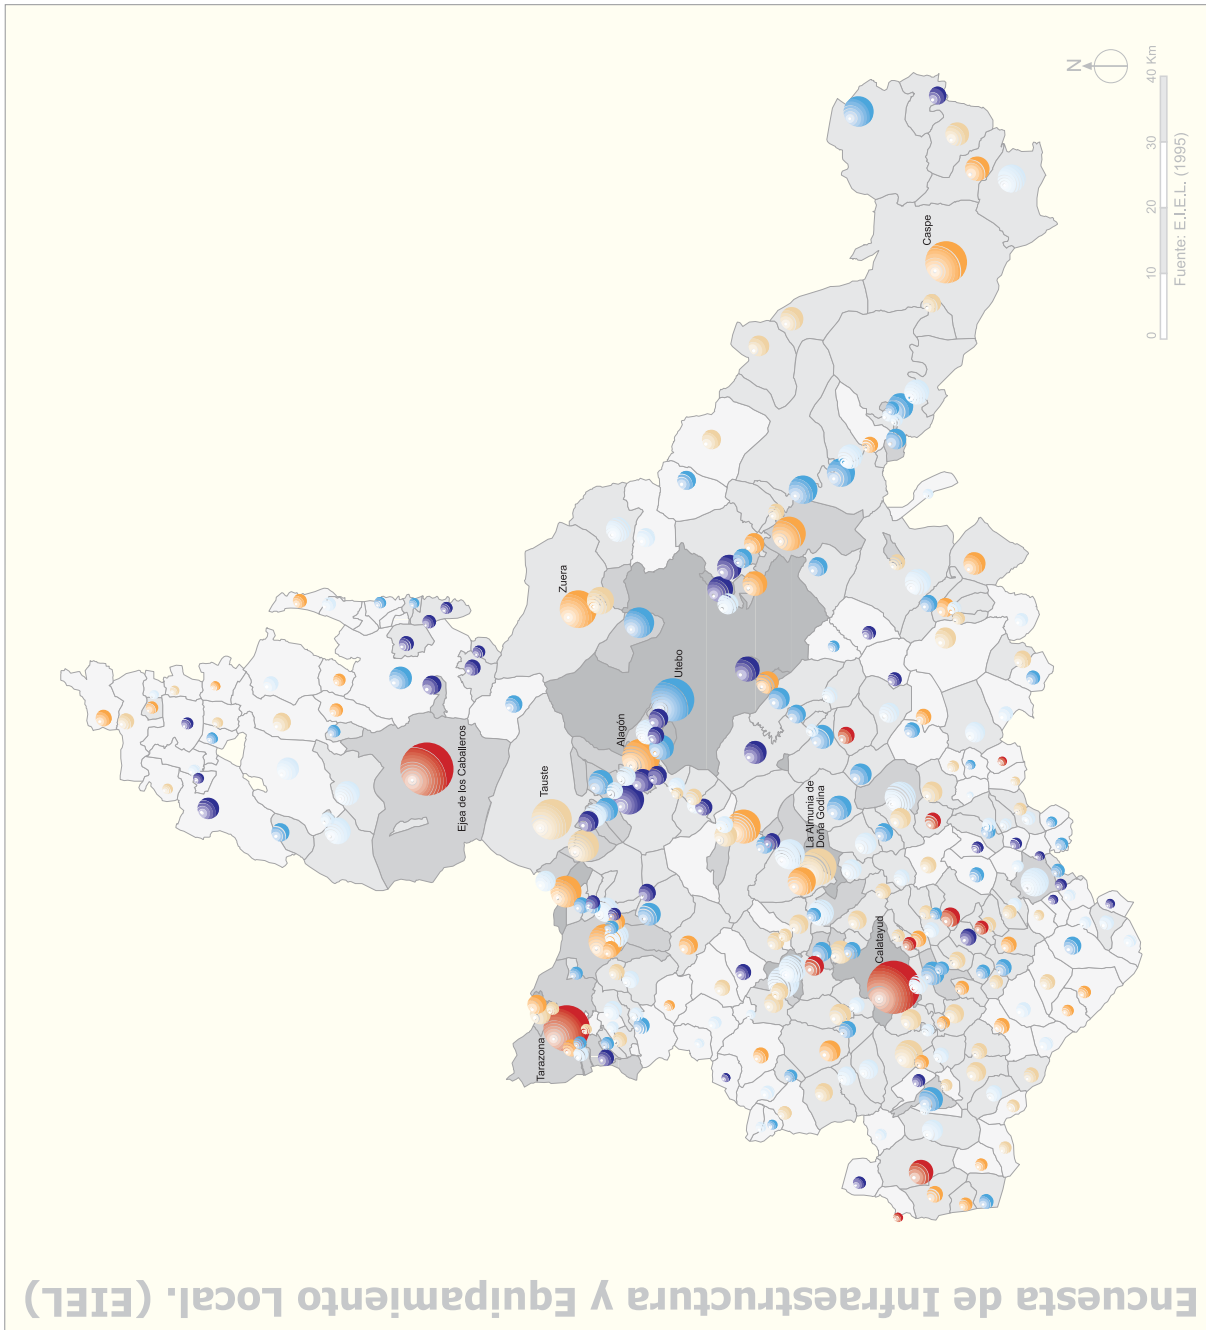 Encuesta de Infraestructura y Equipamiento Local. (EIEL)
Ejea de los Caballeros
Zuera
Tauste
Alagón
Utebo
Tarazona
La Almunia de
Doña Godina
Calatayud
Caspe
N
0 10 20 30 40 Km
Fuente: E.I.E.L. (1995)